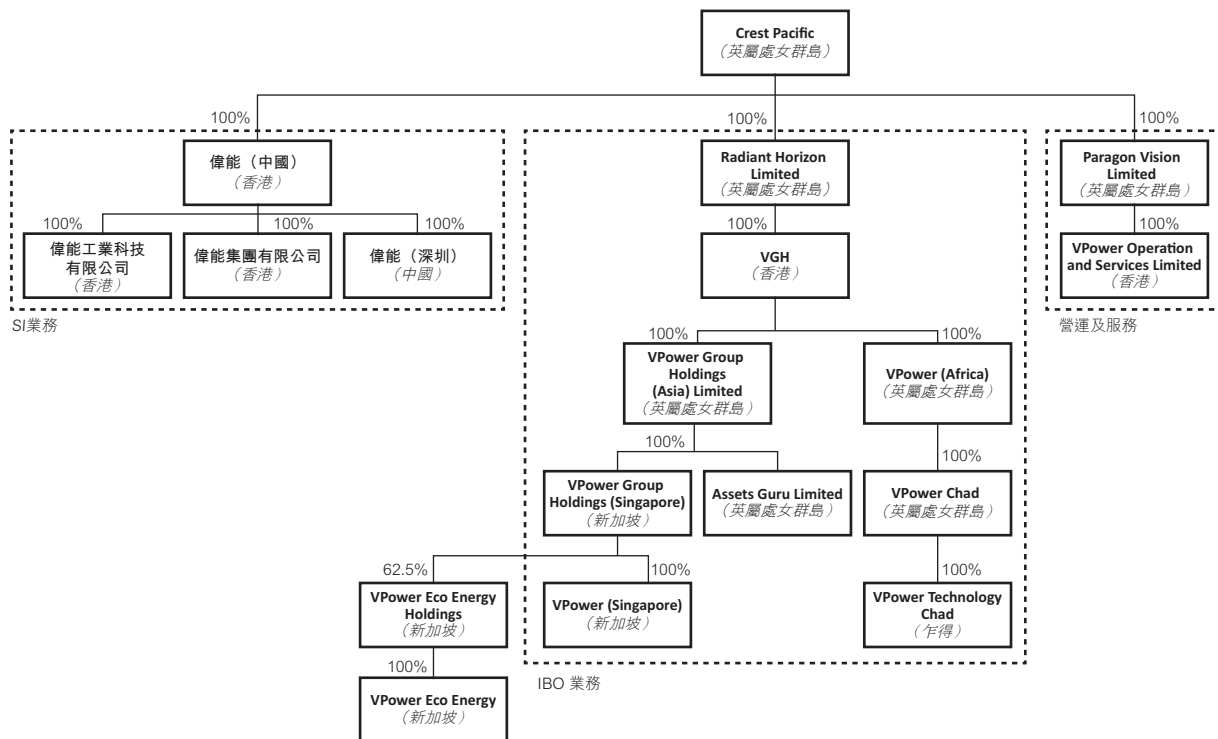 Crest Pacific
（英屬處女群島）
100%
100%
100%
偉能（中國）
（香港）
Radiant Horizon
Limited
（英屬處女群島）
Paragon Vision
Limited
（英屬處女群島）
100%
100%
100%
100%
100%
偉能工業科技
有限公司
（香港）
偉能集團有限公司
（香港）
偉能（深圳）
（中國）
VGH
（香港）
VPower Operation
and Services Limited
（香港）
SI業務
營運及服務
100%
100%
VPower Group
Holdings
(Asia) Limited
（英屬處女群島）
VPower (Africa)
（英屬處女群島）
100%
100%
VPower Group
Holdings (Singapore)
（新加坡）
Assets Guru Limited
（英屬處女群島）
VPower Chad
（英屬處女群島）
62.5%
100%
100%
VPower Eco Energy
Holdings
（新加坡）
VPower (Singapore)
（新加坡）
VPower Technology
Chad
（乍得）
100%
IBO 業務
VPower Eco Energy
（新加坡）